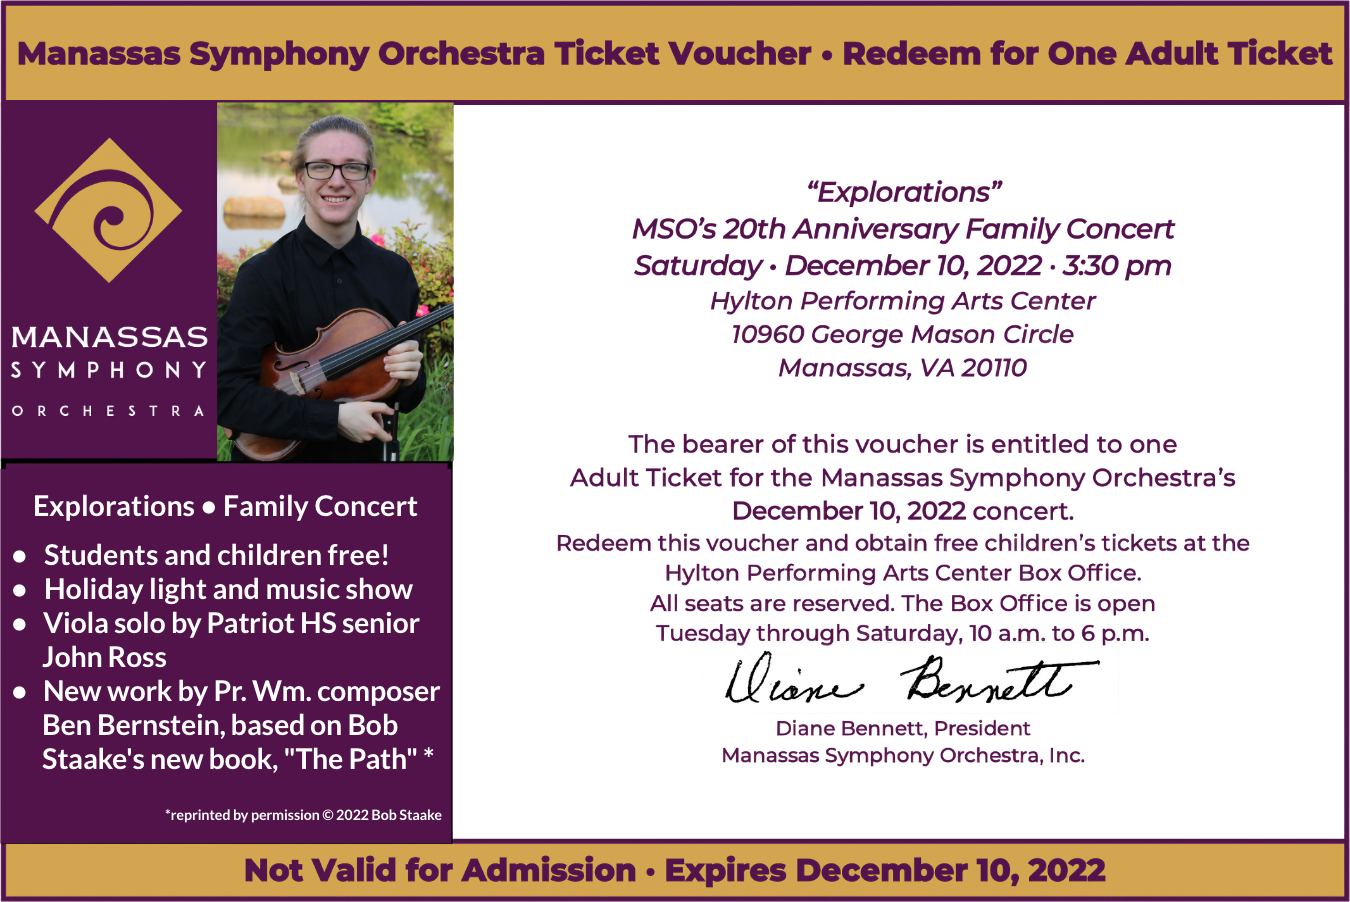 Manassas Symphony Orchestra Ticket Voucher • Redeem for One Adult Ticket
MANASSAS
SYMPHONY
ORCHESTRA
Explorations ● Family Concert
● Students and children free!
● Holiday light and music show
● Viola solo by Patriot HS senior
John Ross
● New work by Pr. Wm. composer
Ben Bernstein, based on Bob
Staake's new book, "The Path" *
*reprinted by permission © 2022 Bob Staake
“Explorations”
MSO’s 20th Anniversary Family Concert
Saturday • December 10, 2022 · 3:30 pm
Hylton Performing Arts Center
10960 George Mason Circle
Manassas, VA 20110
The bearer of this voucher is entitled to one
Adult Ticket for the Manassas Symphony Orchestra’s
December 10, 2022 concert.
Redeem this voucher and obtain free children’s tickets at the
Hylton Performing Arts Center Box Office.
All seats are reserved. The Box Office is open
Tuesday through Saturday, 10 a.m. to 6 p.m.
Diane Bennett
Diane Bennett, President
Manassas Symphony Orchestra, Inc.
Not Valid for Admission • Expires December 10, 2022